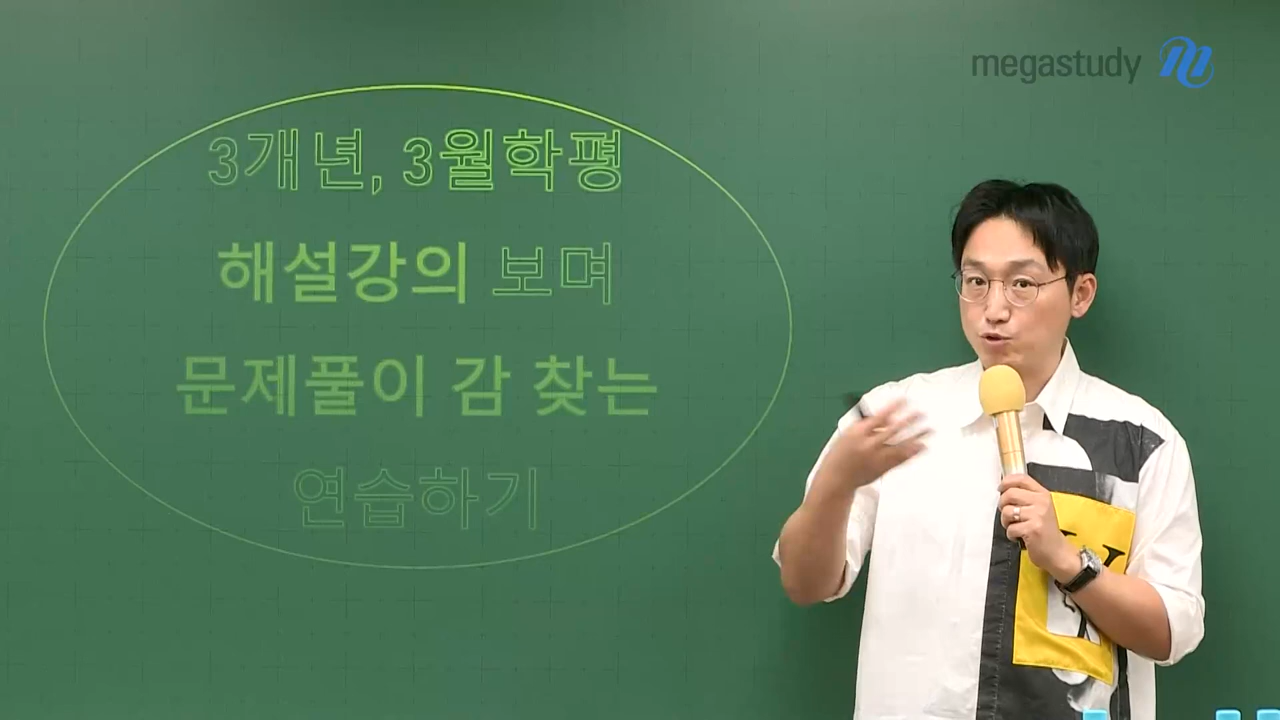 megastudy
3개년, 3월학평
해설강의 보며
문제풀이 감 찾는
연습하기